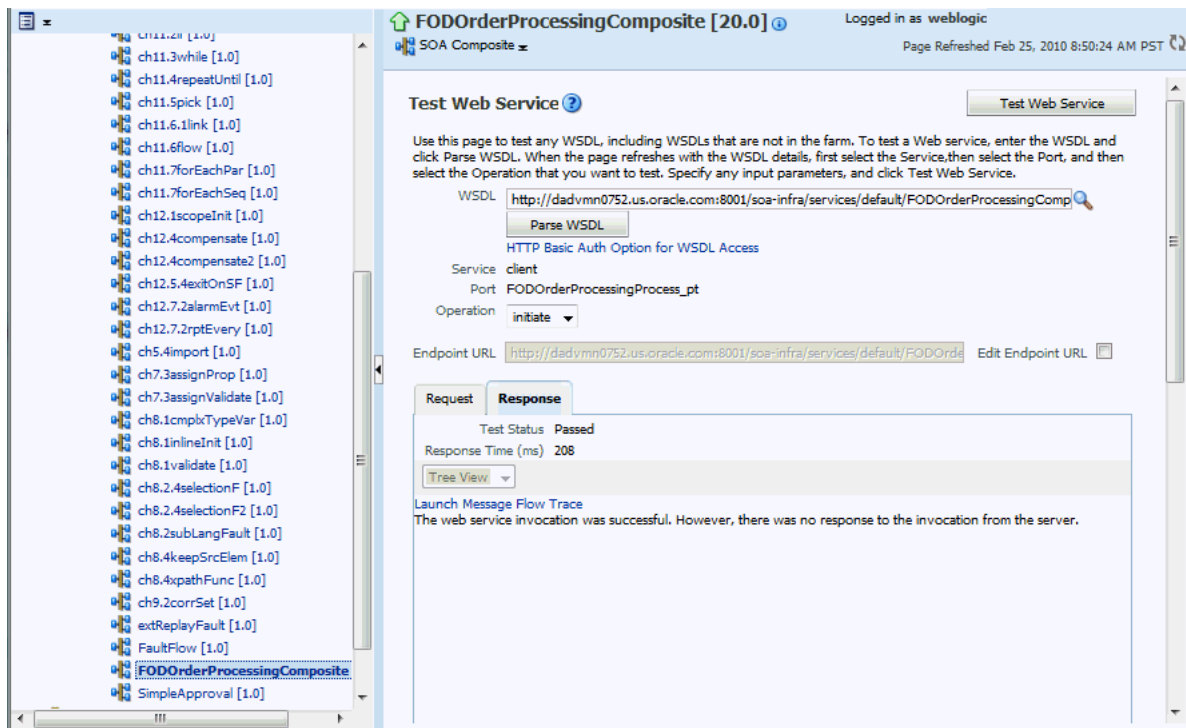 ch11.2if [1.0]
ch11.3while [1.0]
ch11.4repeatUntil [1.0]
ch11.5pick [1.0]
ch11.6.1link [1.0]
ch11.6flow [1.0]
ch11.7forEachPar [1.0]
ch11.7forEachSeq [1.0]
ch12.1scopeInit [1.0]
ch12.4compensate [1.0]
ch12.4compensate2 [1.0]
ch12.5.4exitOnSF [1.0]
ch12.7.2alarmEvt [1.0]
ch12.7.2rptEvery [1.0]
ch5.4import [1.0]
ch7.3assignProp [1.0]
ch7.3assignValidate [1.0]
ch8.1cmplxTypeVar [1.0]
ch8.1inlineInit [1.0]
ch8.1validate [1.0]
ch8.2.4selectionF [1.0]
ch8.2.4selectionF2 [1.0]
ch8.2subLangFault [1.0]
ch8.4keepSrcElem [1.0]
ch8.4xpathFunc [1.0]
ch9.2corrSet [1.0]
extReplayFault [1.0]
FaultFlow [1.0]
FODOrderProcessingComposite
SimpleApproval [1.0]
FODOrderProcessingComposite [20.0]
Logged in as weblogic
SOA Composite
Page Refreshed Feb 25, 2010 8:50:24 AM PST
Test Web Service
Test Web Service
Use this page to test any WSDL, including WSDLs that are not in the farm. To test a Web service, enter the WSDL and
click Parse WSDL. When the page refreshes with the WSDL details, first select the Service,then select the Port, and then
select the Operation that you want to test. Specify any input parameters, and click Test Web Service.
WSDL http://dadvmn0752.us.oracle.com:8001/soa-infra/services/default/FODOrderProcessingComp
Parse WSDL
HTTP Basic Auth Option for WSDL Access
Service client
Port FODOrderProcessingProcess_pt
Operation initiate
Endpoint URL http://dadvmn0752.us.oracle.com:8001/soa-infra/services/default/FODOrde Edit Endpoint URL
Request Response
Test Status Passed
Response Time (ms) 208
Tree View
Launch Message Flow Trace
The web service invocation was successful. However, there was no response to the invocation from the server.